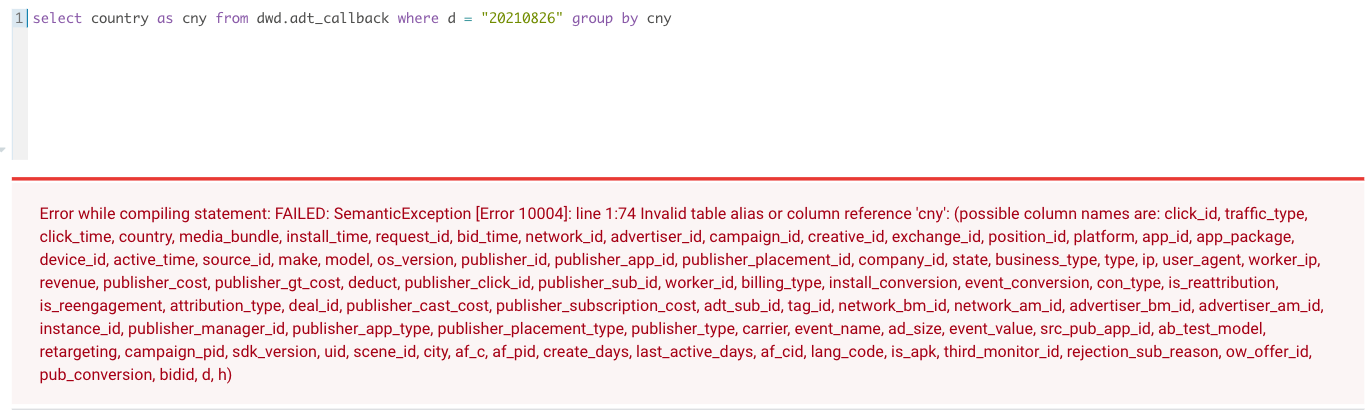 1 select country as cny from dwd.adt_callback where d = "20210826" group by cny
Error while compiling statement: FAILED: SemanticException [Error 10004]: line 1:74 Invalid table alias or column reference 'cny': (possible column names are: click_id, traffic_type,
click_time, country, media_bundle, install_time, request_id, bid_time, network_id, advertiser_id, campaign_id, creative_id, exchange_id, position_id, platform, app_id, app_package,
device_id, active_time, source_id, make, model, os_version, publisher_id, publisher_app_id, publisher_placement_id, company_id, state, business_type, type, ip, user_agent, worker_ip,
revenue, publisher_cost, publisher_gt_cost, deduct, publisher_click_id, publisher_sub_id, worker_id, billing_type, install_conversion, event_conversion, con_type, is_reattribution,
is_reengagement, attribution_type, deal_id, publisher_cast_cost, publisher_subscription_cost, adt_sub_id, tag_id, network_bm_id, network_am_id, advertiser_bm_id, advertiser_am_id,
instance_id, publisher_manager_id, publisher_app_type, publisher_placement_type, publisher_type, carrier, event_name, ad_size, event_value, src_pub_app_id, ab_test_model,
retargeting, campaign_pid, sdk_version, uid, scene_id, city, af_c, af_pid, create_days, last_active_days, af_cid, lang_code, is_apk, third_monitor_id, rejection_sub_reason, ow_offer_id,
pub_conversion, bidid, d, h)